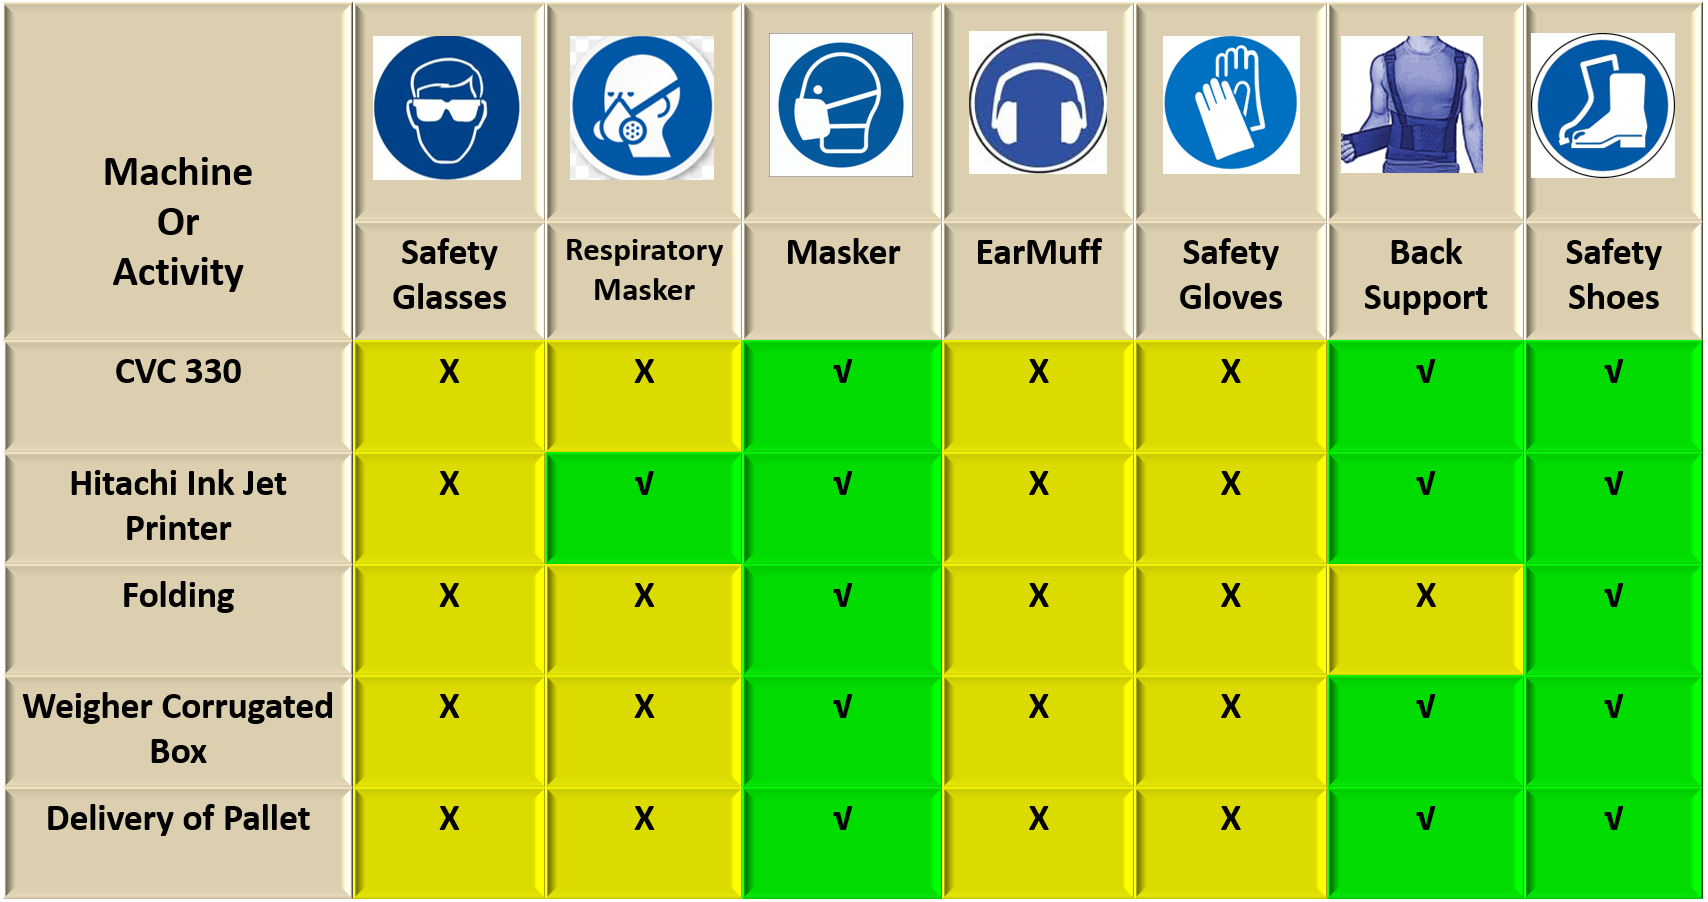 Machine
Or
Activity
Safety
Glasses
Respiratory
Masker
Masker
EarMuff
Safety
Gloves
Back
Support
Safety
Shoes
CVC 330
X X √ X X √ √
Hitachi Ink Jet
Printer
X √ √ X X √ √
Folding
X X √ X X X √
Weigher Corrugated
Box
X X √ X X √ √
Delivery of Pallet
X X √ X X √ √